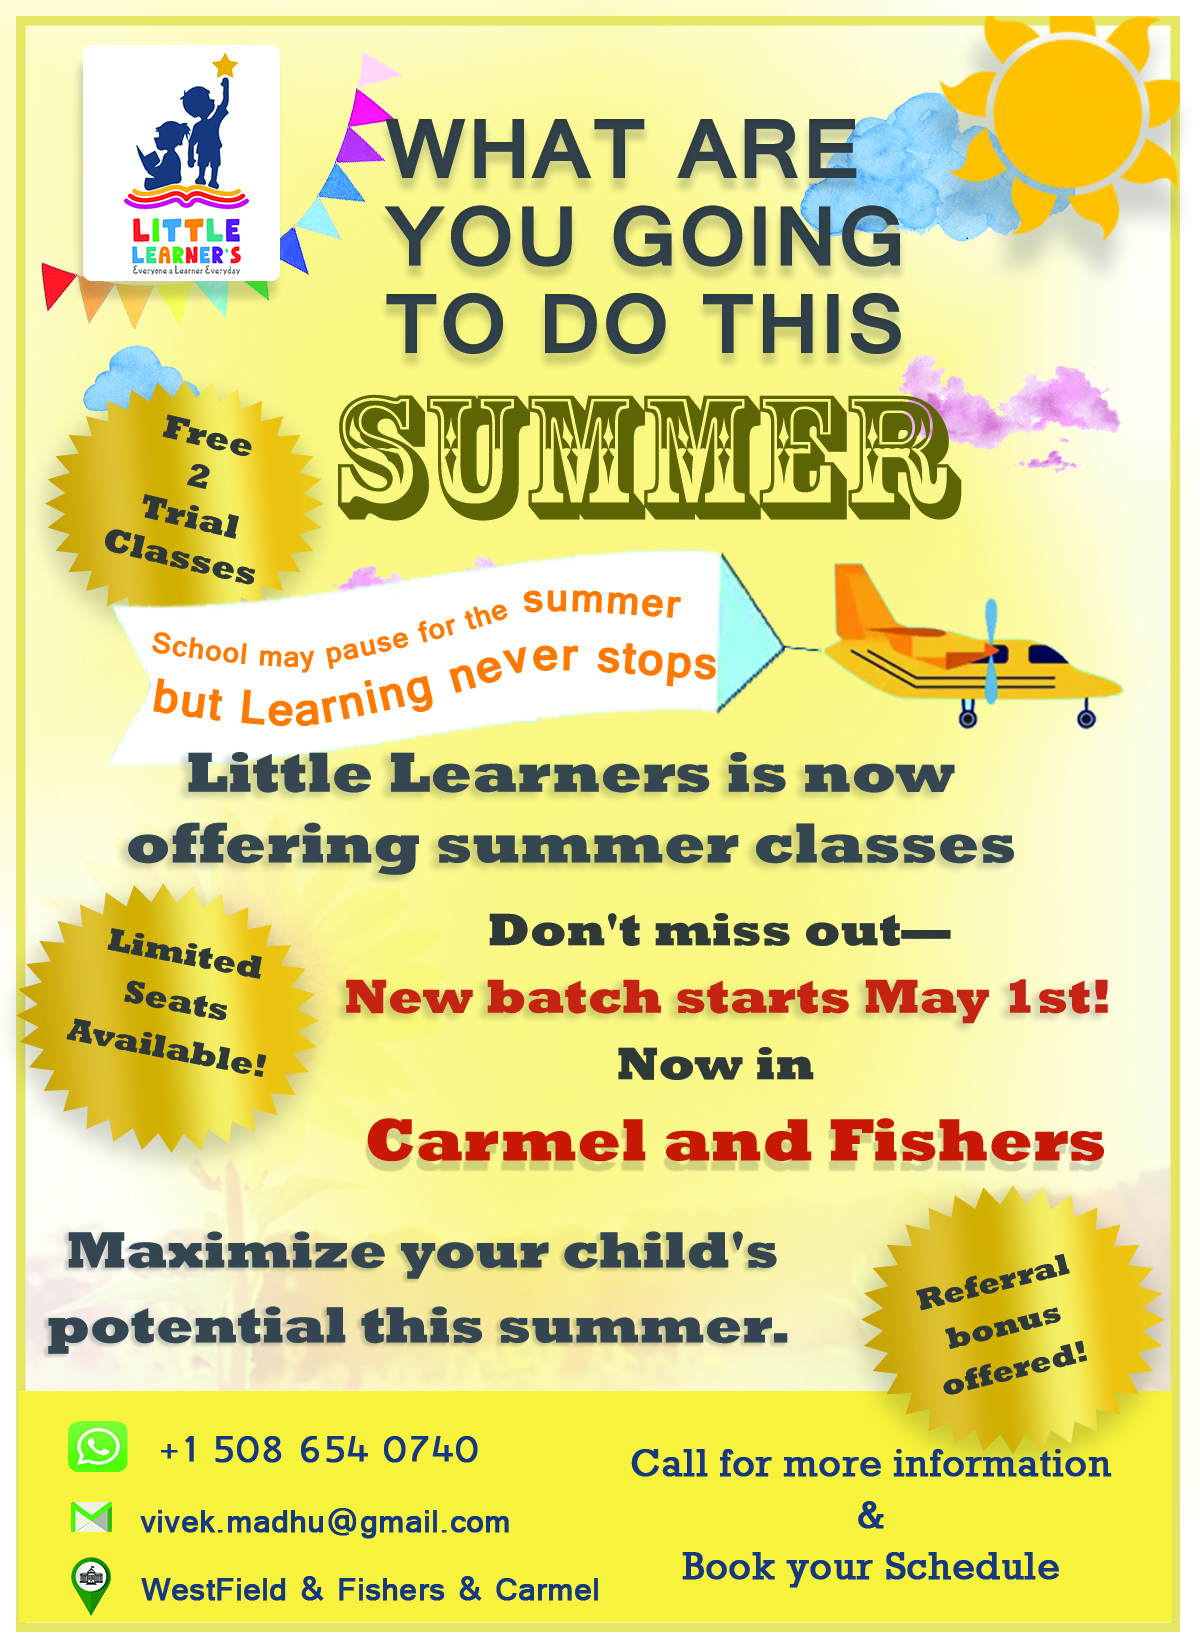 LITTLE
LEARNER'S
Everyone a Learner Everyday
WHAT ARE
YOU GOING
TO DO THIS
SUMMER
Free
2
Trial
Classes
School may pause for the summer
but Learning never stops
Little Learners is now
offering summer classes
Limited
Seats
Available!
Don't miss out—
New batch starts May 1st!
Now in
Carmel and Fishers
Maximize your child's
potential this summer.
Referral
bonus
offered!
+1 508 654 0740
vivek.madhu@gmail.com
WestField & Fishers & Carmel
Call for more information
&
Book your Schedule